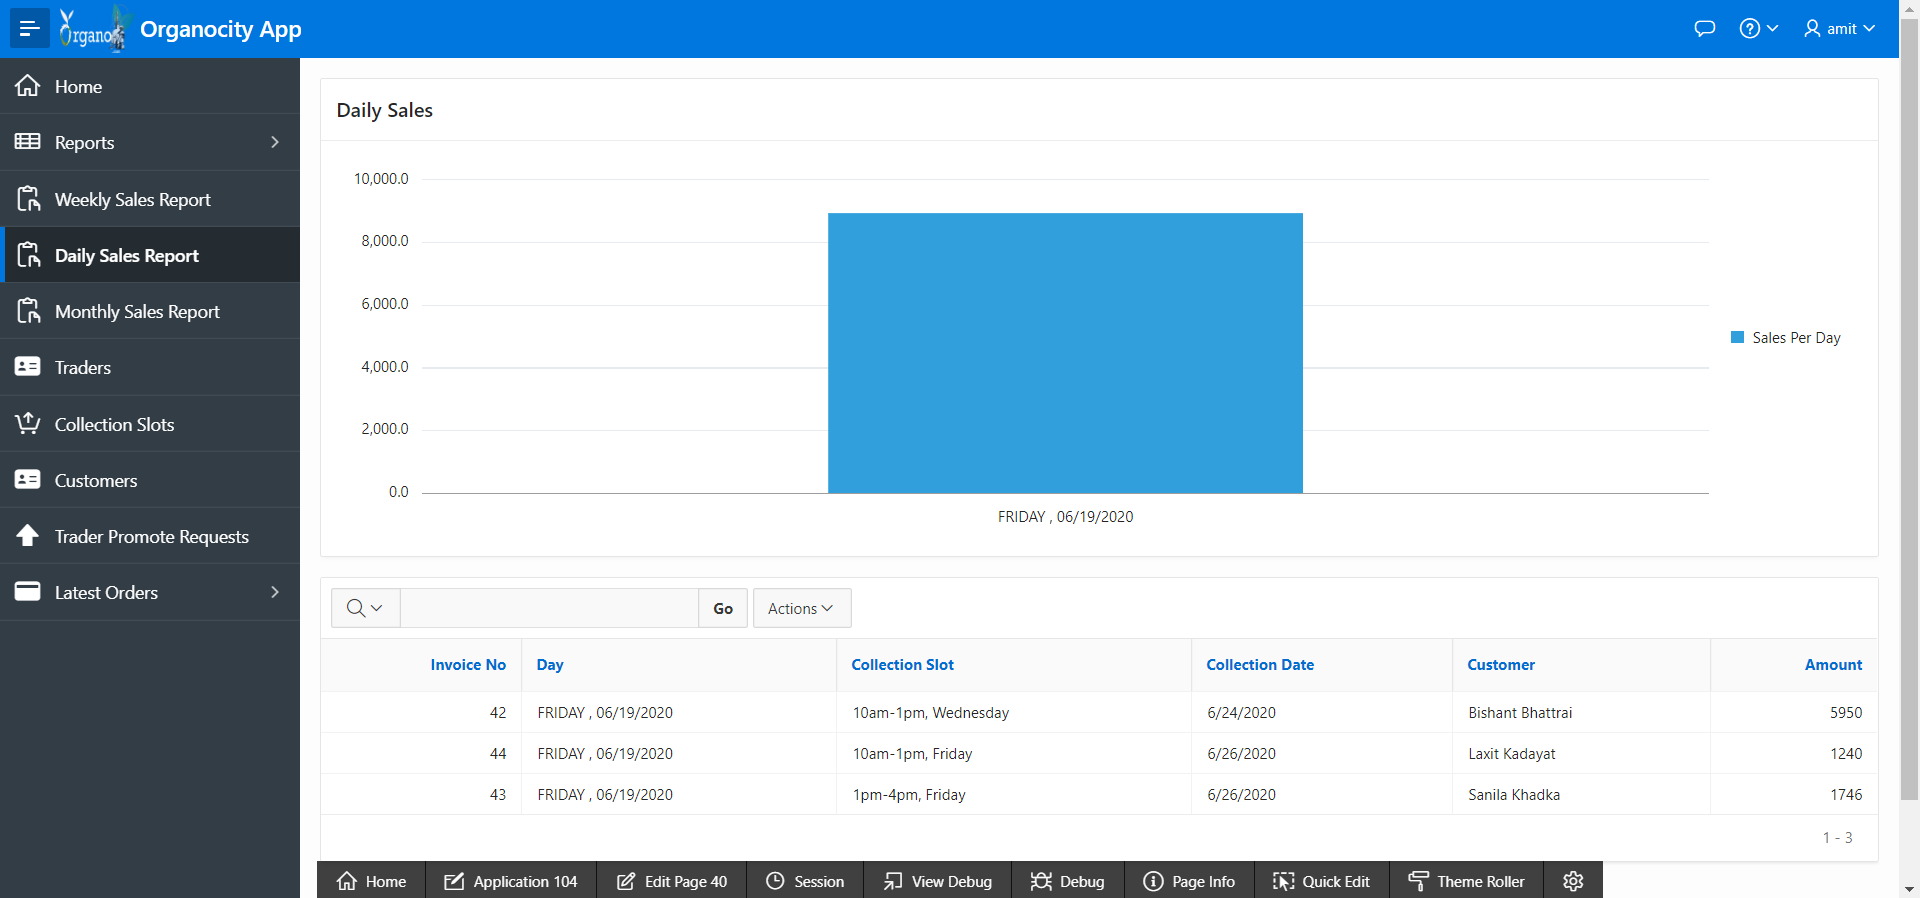 Organo
Organocity App
amit
Home
Reports
Weekly Sales Report
Daily Sales Report
Monthly Sales Report
Traders
Collection Slots
Customers
Trader Promote Requests
Latest Orders
Daily Sales
10,000.0
8,000.0
6,000.0
4,000.0
2,000.0
0.0
FRIDAY , 06/19/2020
Sales Per Day
Go
Actions
Invoice No Day Collection Slot Collection Date Customer Amount
42 FRIDAY , 06/19/2020 10am-1pm, Wednesday 6/24/2020 Bishant Bhattrai 5950
44 FRIDAY , 06/19/2020 10am-1pm, Friday 6/26/2020 Laxit Kadayat 1240
43 FRIDAY , 06/19/2020 1pm-4pm, Friday 6/26/2020 Sanila Khadka 1746
1 - 3
Home Application 104 Edit Page 40 Session View Debug Debug Page Info Quick Edit Theme Roller